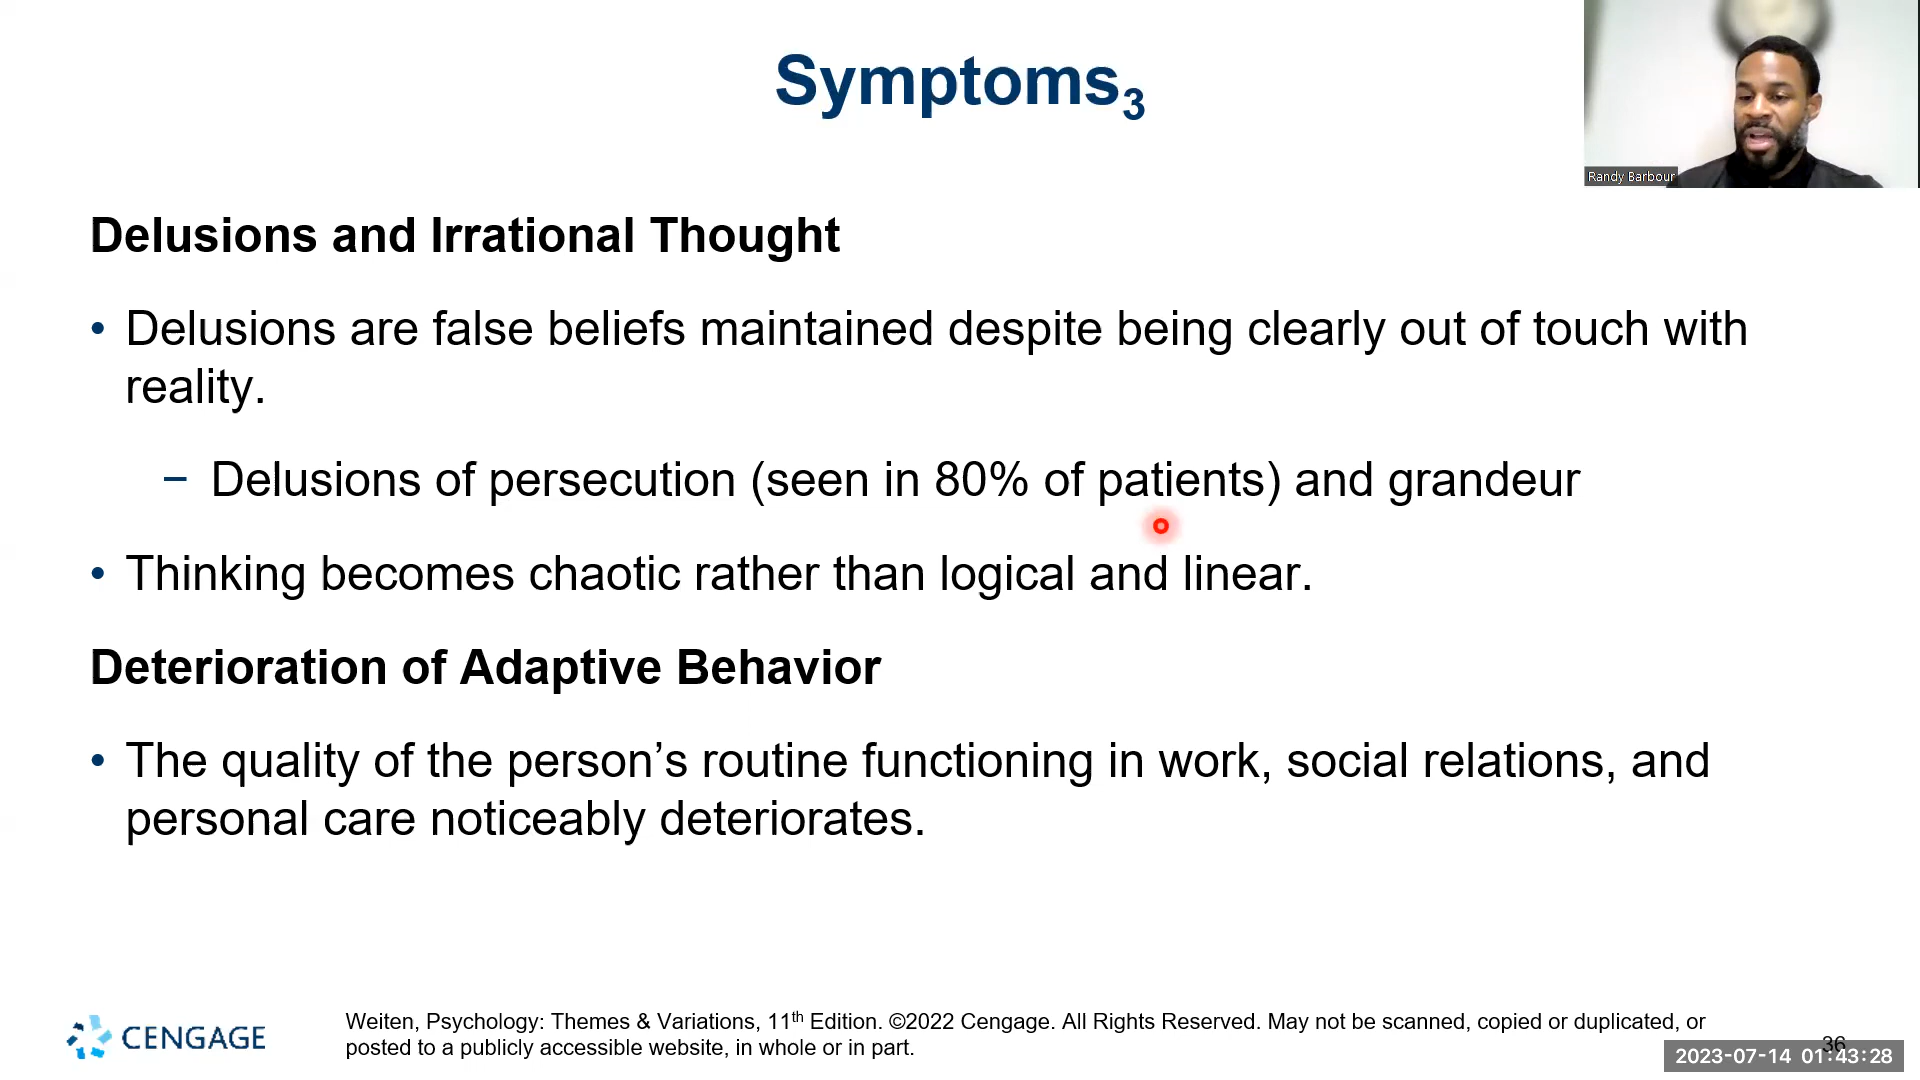 Symptoms3
Randy Barbour
Delusions and Irrational Thought
• Delusions are false beliefs maintained despite being clearly out of touch with
reality.
− Delusions of persecution (seen in 80% of patients) and grandeur
• Thinking becomes chaotic rather than logical and linear.
Deterioration of Adaptive Behavior
• The quality of the person’s routine functioning in work, social relations, and
personal care noticeably deteriorates.
CENGAGE
Weiten, Psychology: Themes & Variations, 11th Edition. ©2022 Cengage. All Rights Reserved. May not be scanned, copied or duplicated, or
posted to a publicly accessible website, in whole or in part.
36
2023-07-14 01:43:28